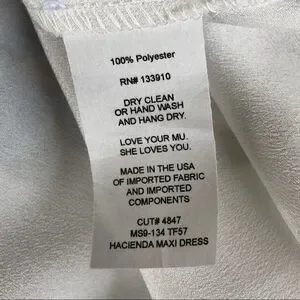 100% Polyester
RN# 133910
DRY CLEAN
OR HAND WASH
AND HANG DRY.
LOVE YOUR MU.
SHE LOVES YOU.
MADE IN THE USA
OF IMPORTED FABRIC
AND IMPORTED
COMPONENTS
CUT# 4847
MS9-134 TF57
HACIENDA MAXI DRESS